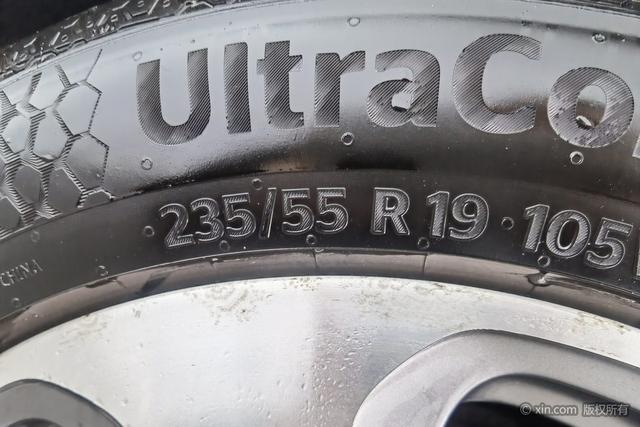 UltraCo
235/55 R 19 105
CHINA
© xin.com 版权所有